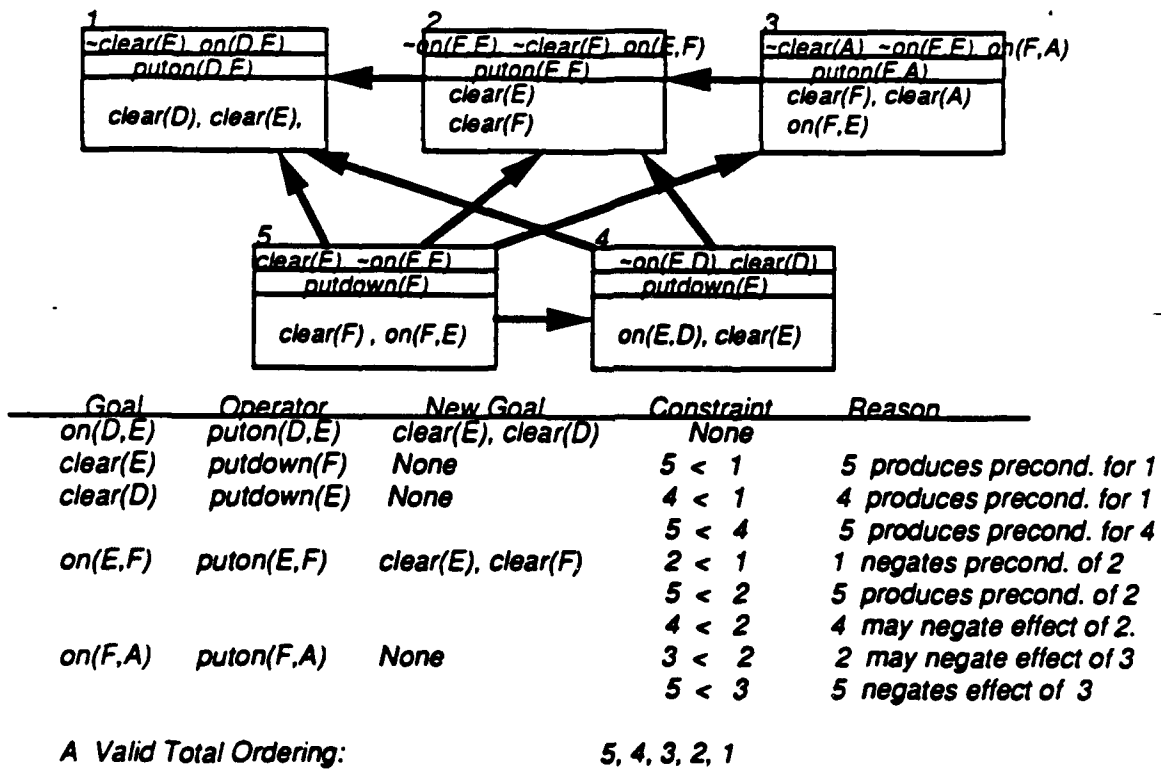 1
~clear(E) on(D,E)
puton(D,E)
clear(D), clear(E),
2
~on(E,E) ~clear(F) on(E,F)
puton(E,F)
clear(E)
clear(F)
3
~clear(A) ~on(F,E) on(F,A)
puton(F,A)
clear(F), clear(A)
on(F,E)
5
clear(E) ~on(F,E)
putdown(F)
clear(F) , on(F,E)
4
~on(E,D) clear(D)
putdown(E)
on(E,D), clear(E)
Goal Operator New Goal Constraint Reason
on(D,E) puton(D,E) clear(E), clear(D) None
clear(E) putdown(F) None 5 < 1 5 produces precond. for 1
clear(D) putdown(E) None 4 < 1 4 produces precond. for 1
5 < 4 5 produces precond. for 4
on(E,F) puton(E,F) clear(E), clear(F) 2 < 1 1 negates precond. of 2
5 < 2 5 produces precond. of 2
4 < 2 4 may negate effect of 2.
on(F,A) puton(F,A) None 3 < 2 2 may negate effect of 3
5 < 3 5 negates effect of 3
A Valid Total Ordering: 5, 4, 3, 2, 1